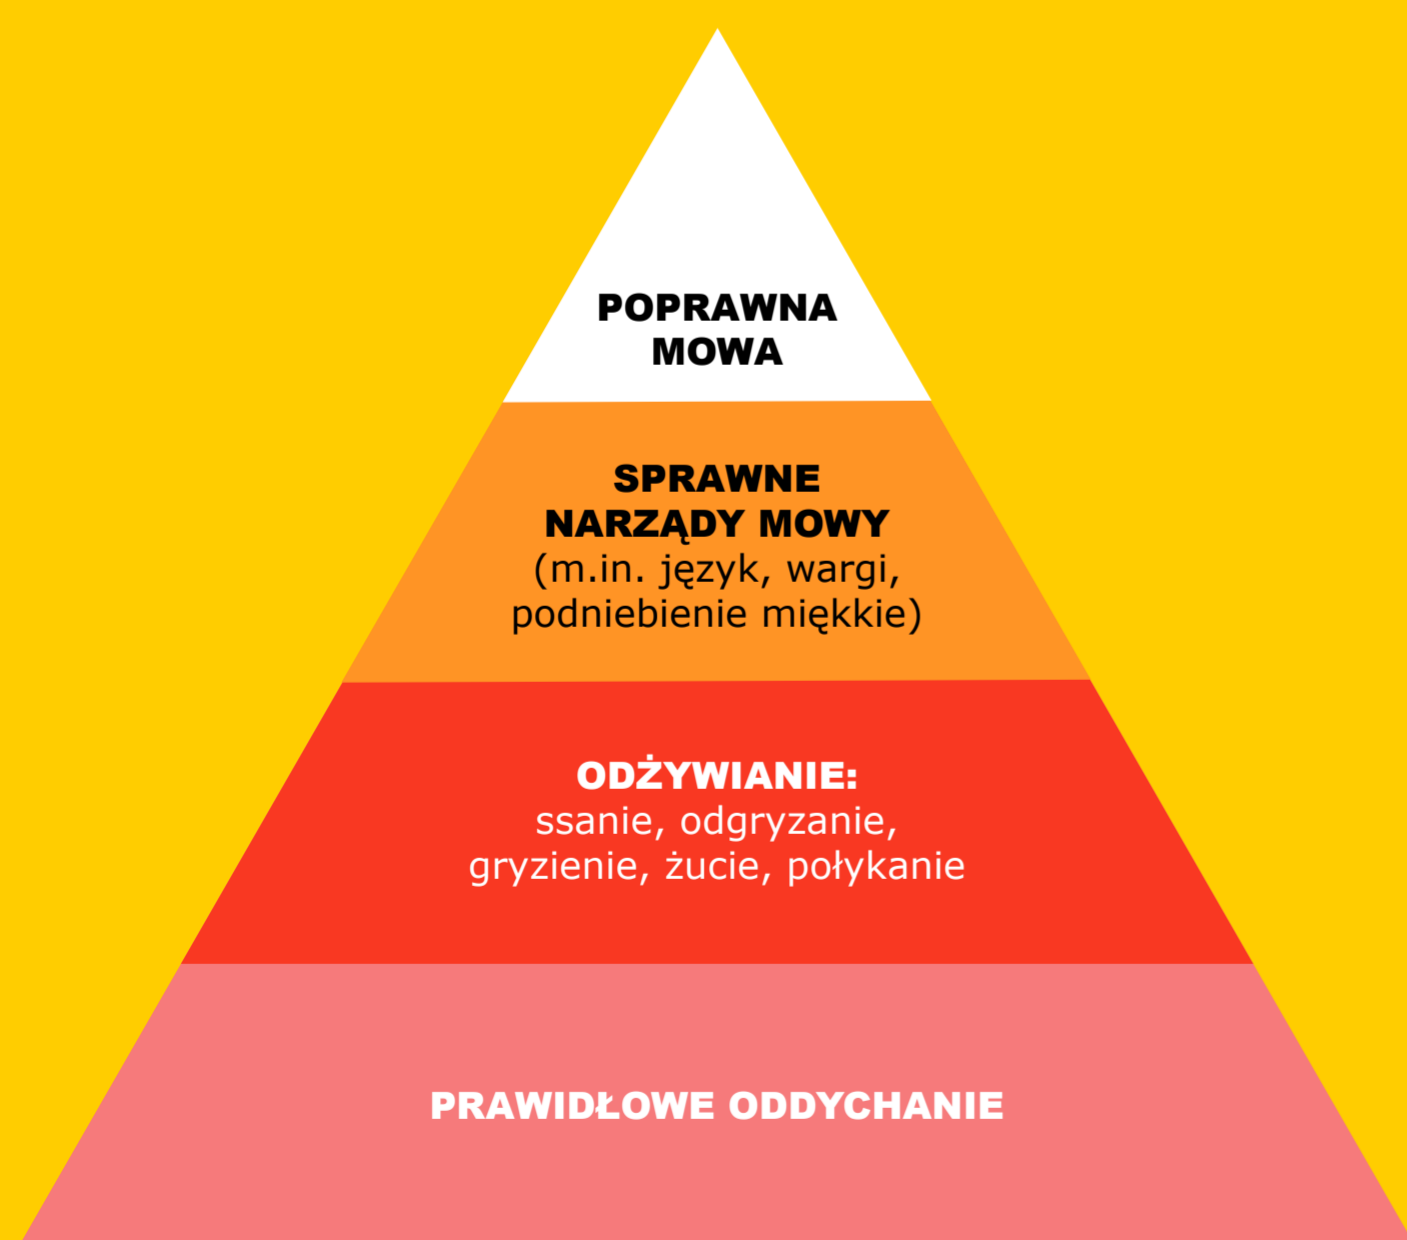 POPRAWNA
MOWA
SPRAWNE
NARZĄDY MOWY
(m.in. język, wargi,
podniebienie miękkie)
ODŻYWIANIE:
ssanie, odgryzanie,
gryzienie, żucie, połykanie
PRAWIDŁOWE ODDYCHANIE